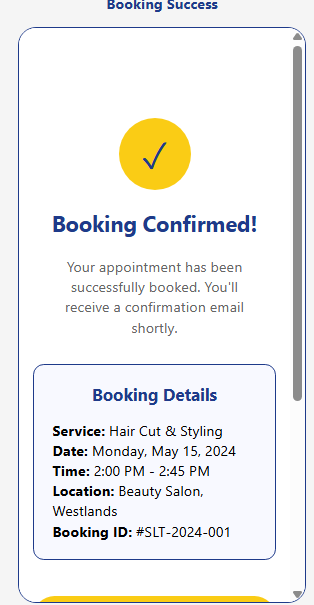 Booking Success
✓
Booking Confirmed!
Your appointment has been
successfully booked. You'll
receive a confirmation email
shortly.
Booking Details
Service: Hair Cut & Styling
Date: Monday, May 15, 2024
Time: 2:00 PM - 2:45 PM
Location: Beauty Salon,
Westlands
Booking ID: #SLT-2024-001